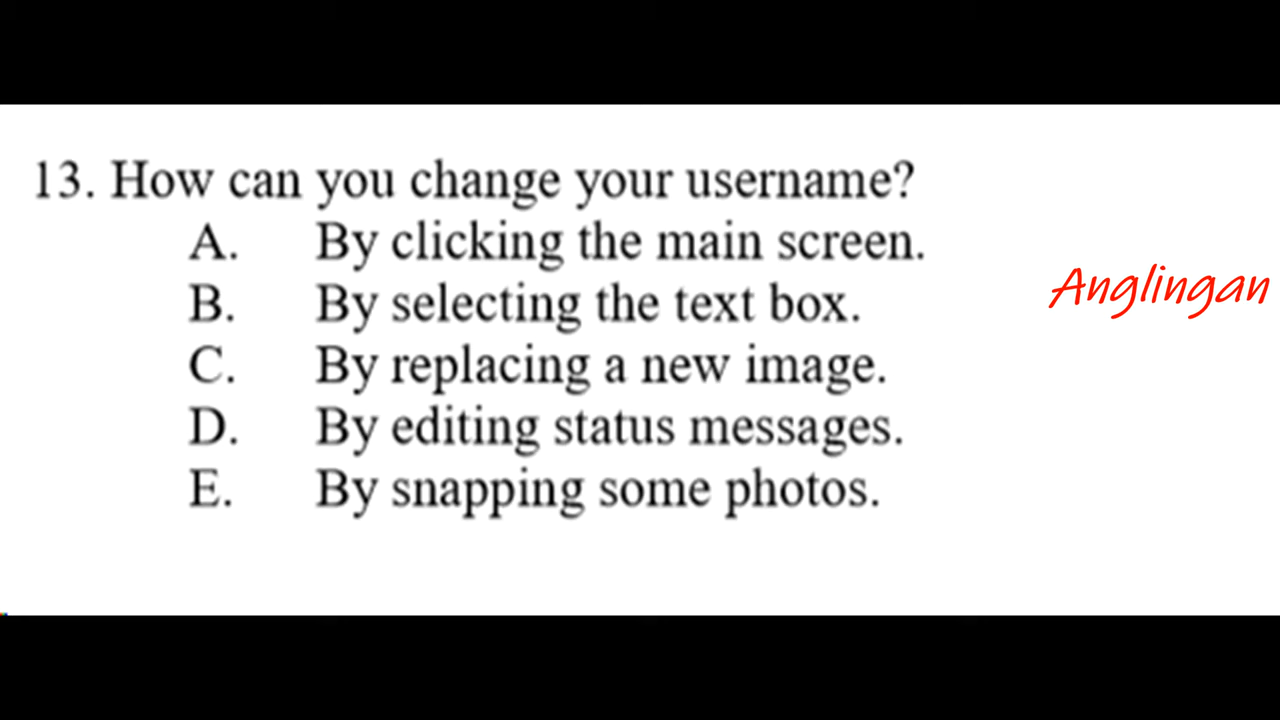 13. How can you change your username?
A. By clicking the main screen.
B. By selecting the text box.
C. By replacing a new image.
D. By editing status messages.
E. By snapping some photos.
Anglingan